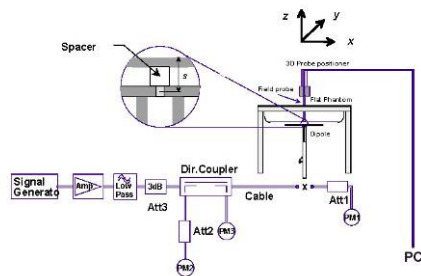 z
y
x
3D Probe positioner
Spacer
s
Field probe
Flat Phantom
Dipole
Dir.Coupler
Signal
Generato
Amp
Low
Pass
3dB
Cable
x
Att1
Att3
PM3
PM1
Att2
PM2
PC